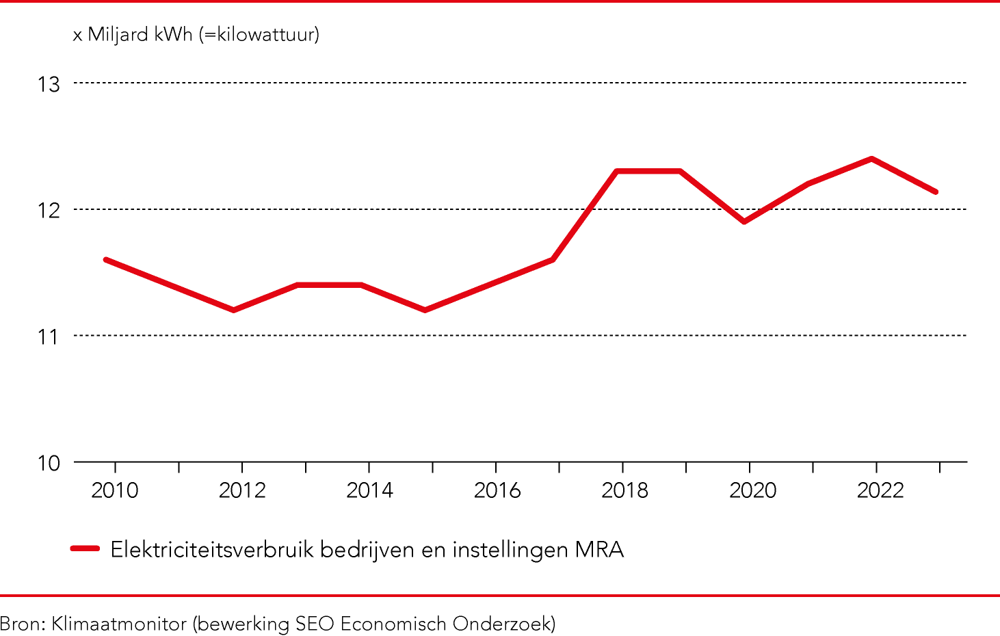 x Miljard kWh (=kilowattuur)
13
12
11
10
2010 2012 2014 2016 2018 2020 2022
Elektriciteitsverbruik bedrijven en instellingen MRA
Bron: Klimaatmonitor (bewerking SEO Economisch Onderzoek)